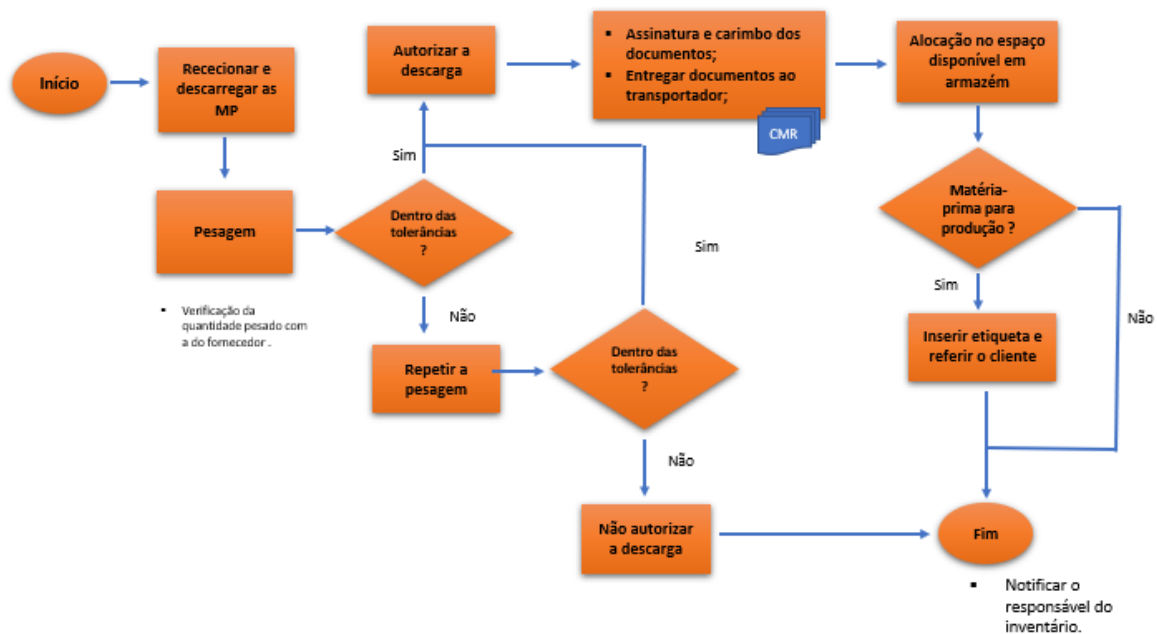 Início
Rececionar e
descarregar as
MP
Pesagem
▪ Verificação da
quantidade pesado com
a do fornecedor .
Dentro das
tolerâncias
?
Sim
Não
Autorizar a
descarga
Repetir a
pesagem
Dentro das
tolerâncias
?
Sim
Não
Não autorizar
a descarga
▪ Assinatura e carimbo dos
documentos;
▪ Entregar documentos ao
transportador;
CMR
Alocação no espaço
disponível em
armazém
Matéria-
prima para
produção ?
Sim
Não
Inserir etiqueta e
referir o cliente
Fim
▪ Notificar o
responsável do
inventário.